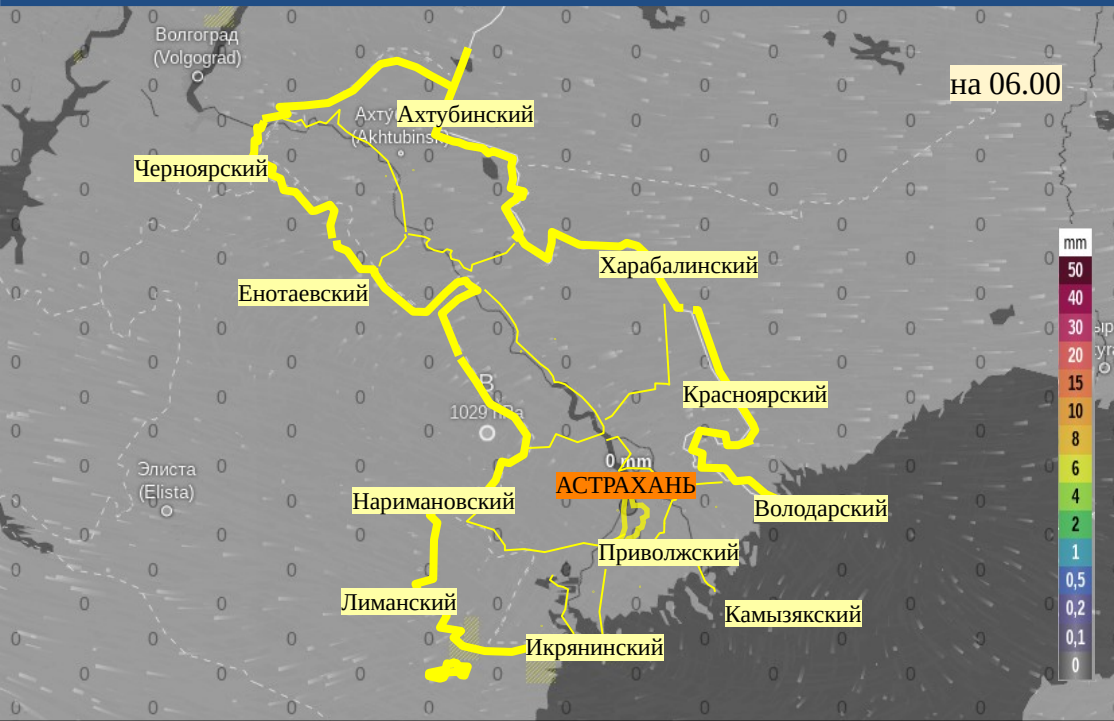 Волгоград
(Volgograd)
на 06.00
Ахтубинский
(Akhtubinsk)
Черноярский
mm
50
40
30
20
15
10
8
6
4
2
1
0,5
0,2
0,1
0
Харабалинский
Енотаевский
Красноярский
В
1029 hPa
Элиста
(Elista)
0 mm
АСТРАХАНЬ
Наримановский
Володарский
Приволжский
Лиманский
Камызякский
Икрянинский